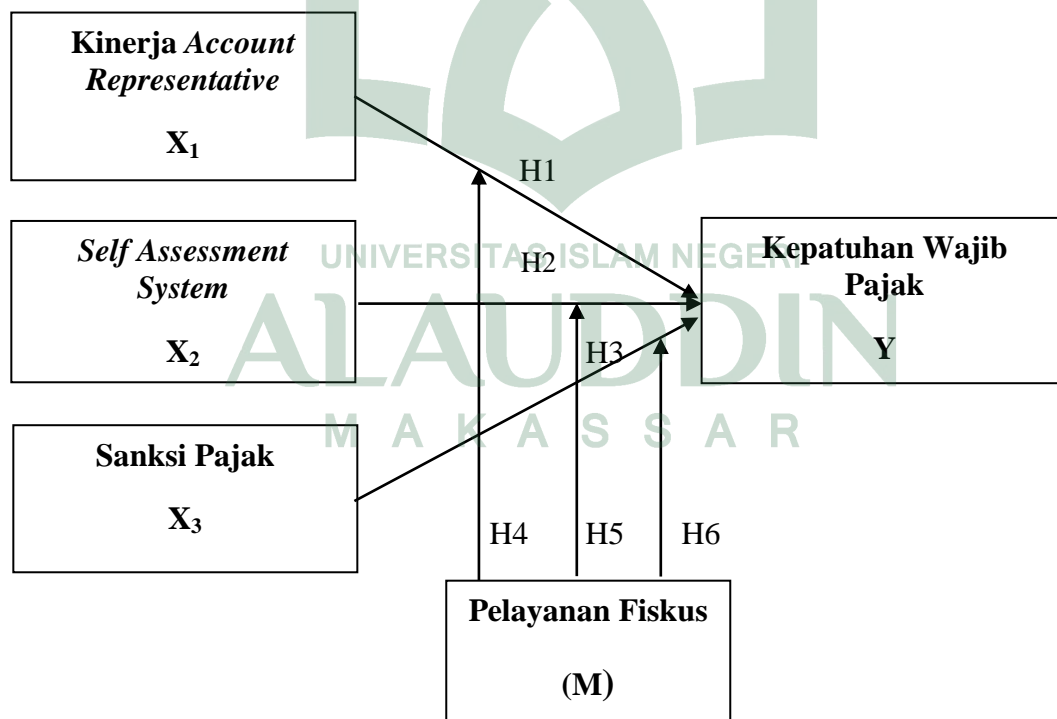 Kinerja Account
Representative
X₁
H1
Self Assessment
System
X₂
UNIVERSITAS ISLAM NEGERI
H2
Kepatuhan Wajib
Pajak
Y
ALAUDDIN
H3
MAKASSAR
Sanksi Pajak
X₃
H4
H5
H6
Pelayanan Fiskus
(M)